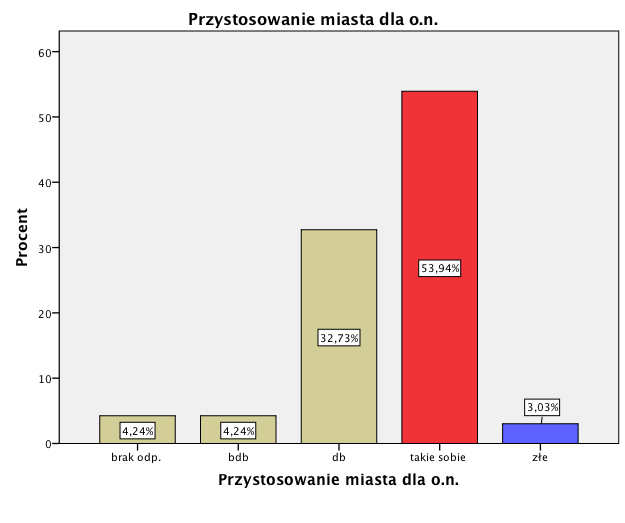 Przystosowanie miasta dla o.n.
Procent
60
50
40
30
20
10
0
4,24%
4,24%
32,73%
53,94%
3,03%
brak odp.
bdb
db
takie sobie
złe
Przystosowanie miasta dla o.n.